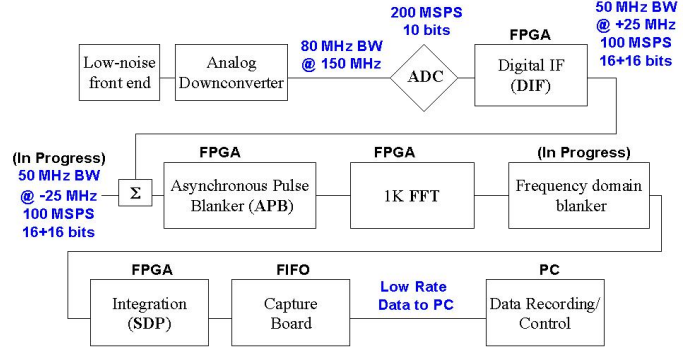 Low-noise
front end
Analog
Downconverter
80 MHz BW
@ 150 MHz
200 MSPS
10 bits
ADC
FPGA
Digital IF
(DIF)
50 MHz BW
@ +25 MHz
100 MSPS
16+16 bits
(In Progress)
50 MHz BW
@ -25 MHz
100 MSPS
16+16 bits
Σ
FPGA
Asynchronous Pulse
Blanker (APB)
FPGA
1K FFT
(In Progress)
Frequency domain
blanker
FPGA
Integration
(SDP)
FIFO
Capture
Board
Low Rate
Data to PC
PC
Data Recording/
Control